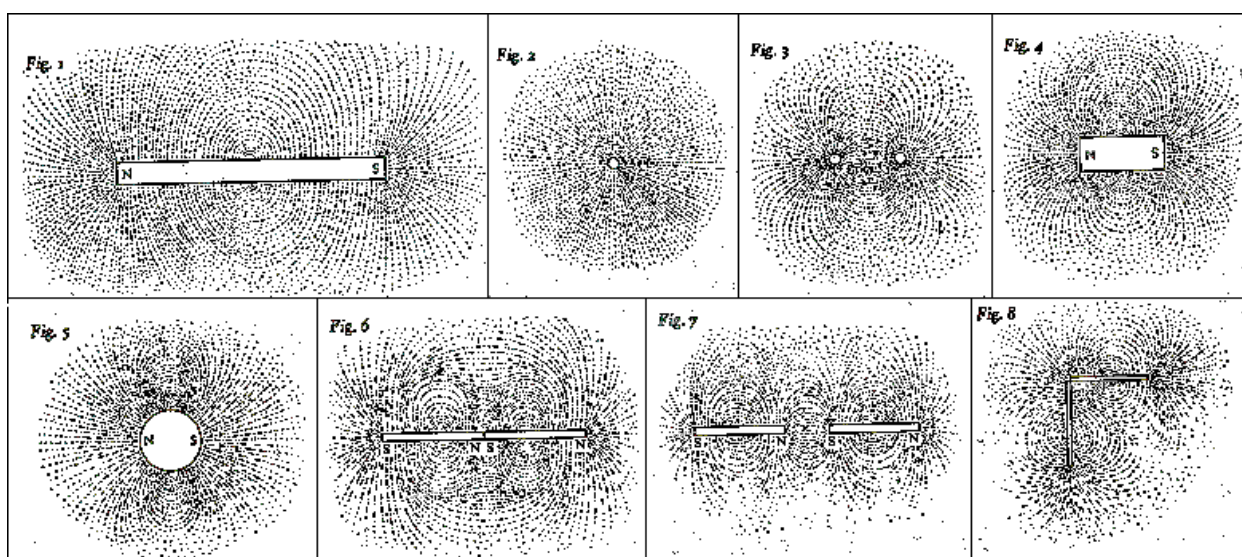 Fig. 1
N S
Fig. 2
Fig. 3
Fig. 4
N S
Fig. 5
N S
Fig. 6
S N S N
Fig. 7
S N S N
Fig. 8